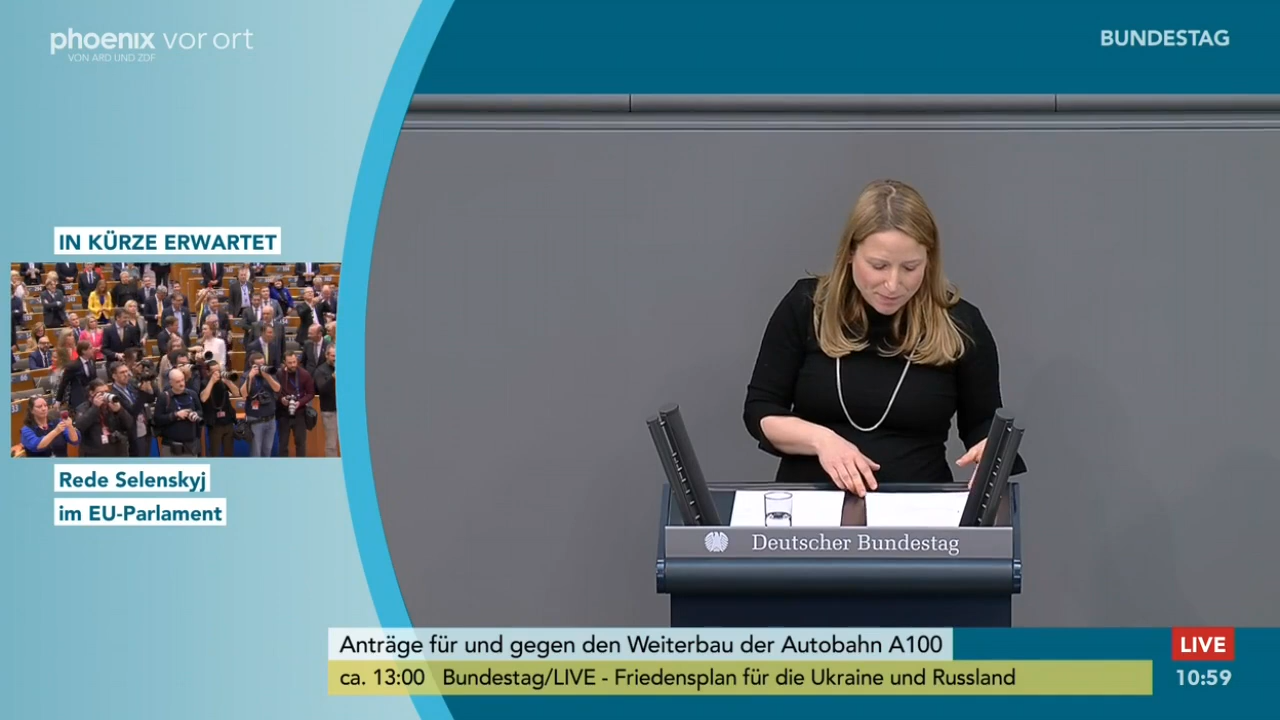 phoenix vor ort
VON ARD UND ZDF
BUNDESTAG
IN KÜRZE ERWARTET
Rede Selenskyj
im EU-Parlament
Deutscher Bundestag
Anträge für und gegen den Weiterbau der Autobahn A100
ca. 13:00 Bundestag/LIVE - Friedensplan für die Ukraine und Russland
LIVE
10:59